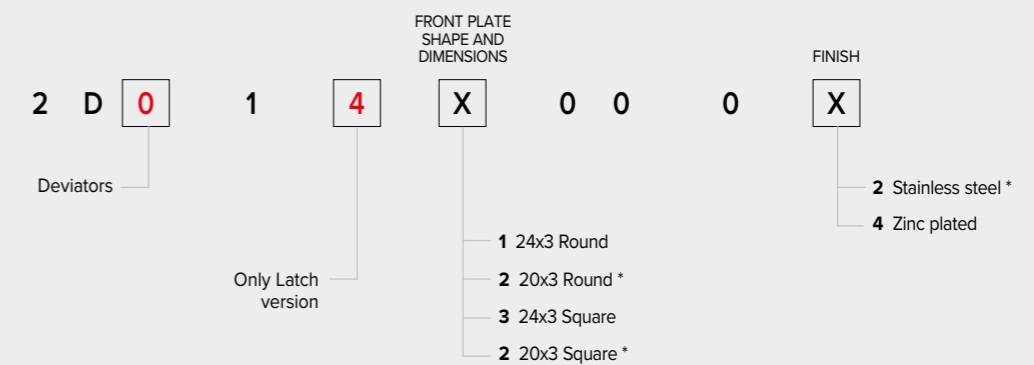 FRONT PLATE
SHAPE AND
DIMENSIONS
FINISH
2 D 0 1 4 X 0 0 0 X
Deviators
2 Stainless steel *
4 Zinc plated
1 24x3 Round
Only Latch
version
2 20x3 Round *
3 24x3 Square
2 20x3 Square *